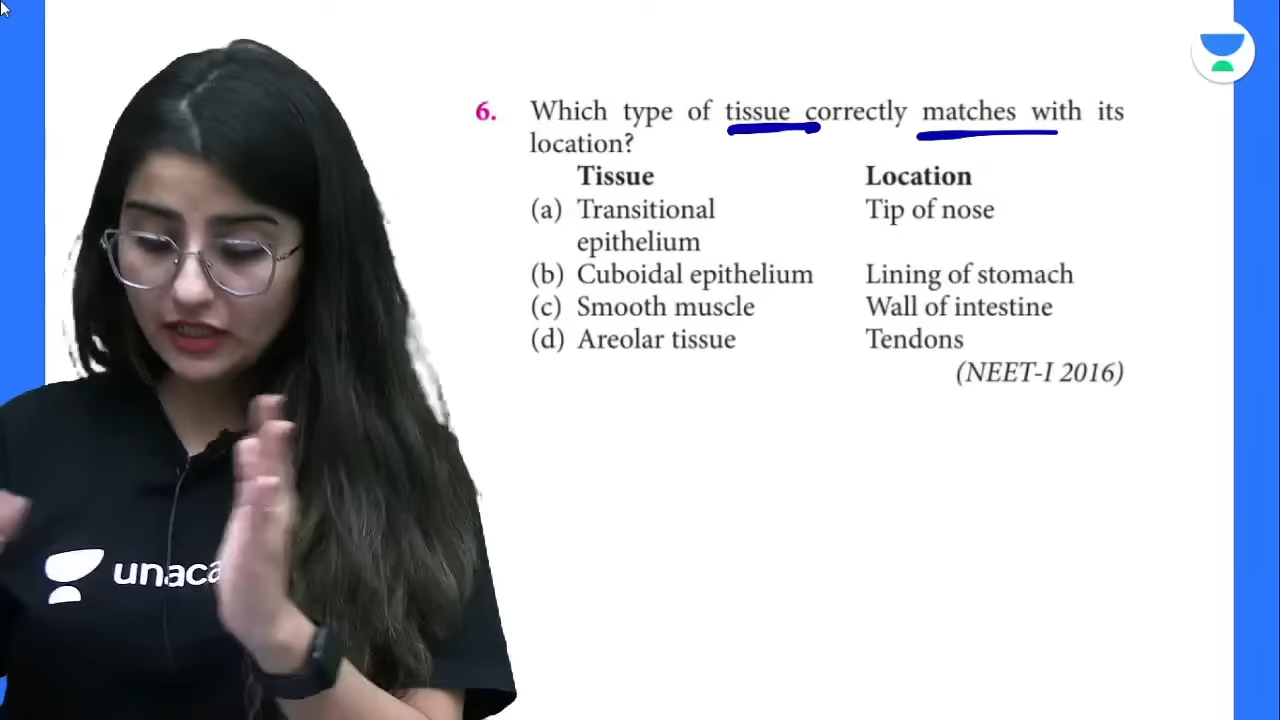 6. Which type of tissue correctly matches with its
location?
Tissue Location
(a) Transitional Tip of nose
epithelium
(b) Cuboidal epithelium Lining of stomach
(c) Smooth muscle Wall of intestine
(d) Areolar tissue Tendons
(NEET-I 2016)
unaca